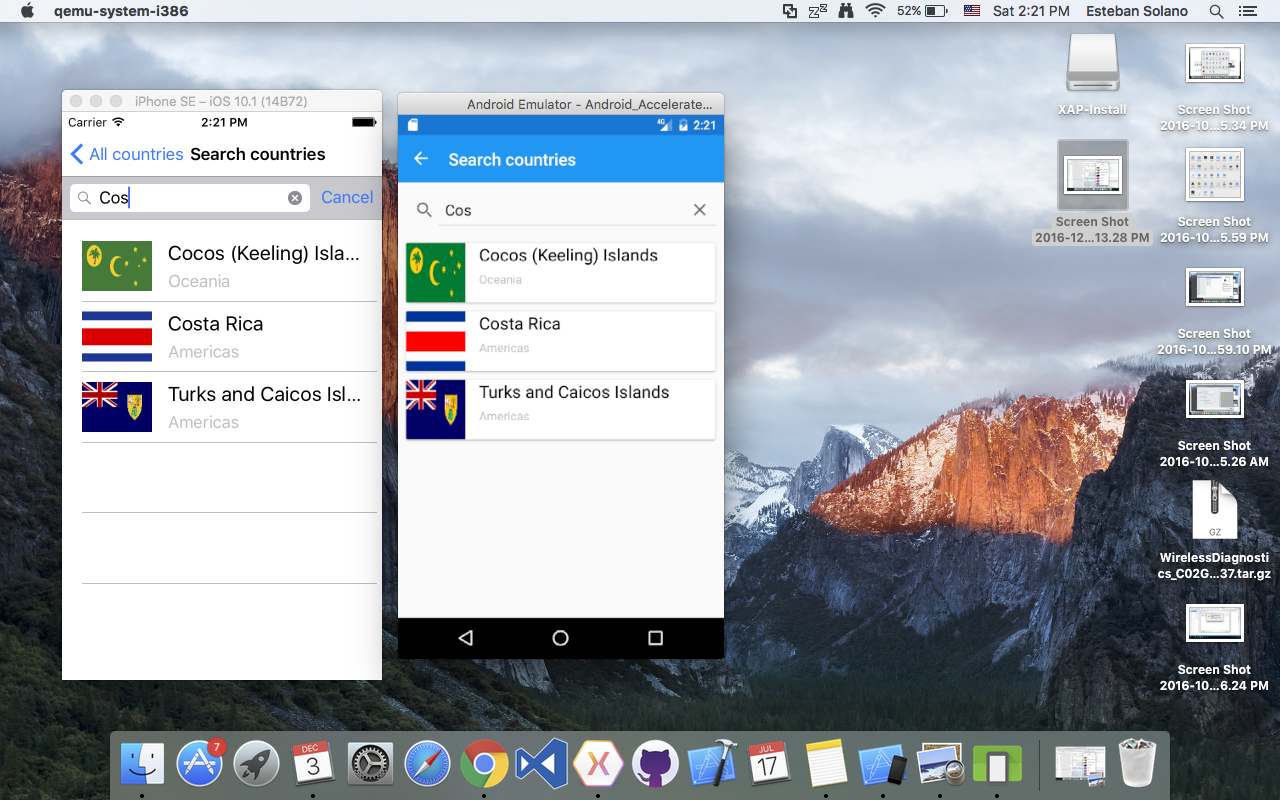 qemu-system-i386
52%
Sat 2:21 PM
Esteban Solano
iPhone SE – iOS 10.1 (14B72)
Carrier
2:21 PM
All countries
Search countries
Cos
Cancel
Cocos (Keeling) Isla...
Oceania
Costa Rica
Americas
Turks and Caicos Isl...
Americas
Android Emulator - Android_Accelerate...
4G
2:21
Search countries
Cos
Cocos (Keeling) Islands
Oceania
Costa Rica
Americas
Turks and Caicos Islands
Americas
XAP-Install
Screen Shot
2016-12...13.28 PM
Screen Shot
2016-10...5.34 PM
Screen Shot
2016-10...5.59 PM
Screen Shot
2016-10...59.10 PM
Screen Shot
2016-10...5.26 AM
GZ
WirelessDiagnosti
cs_C02G...37.tar.gz
Screen Shot
2016-10...6.24 PM
7
DEC
3
JUL
17